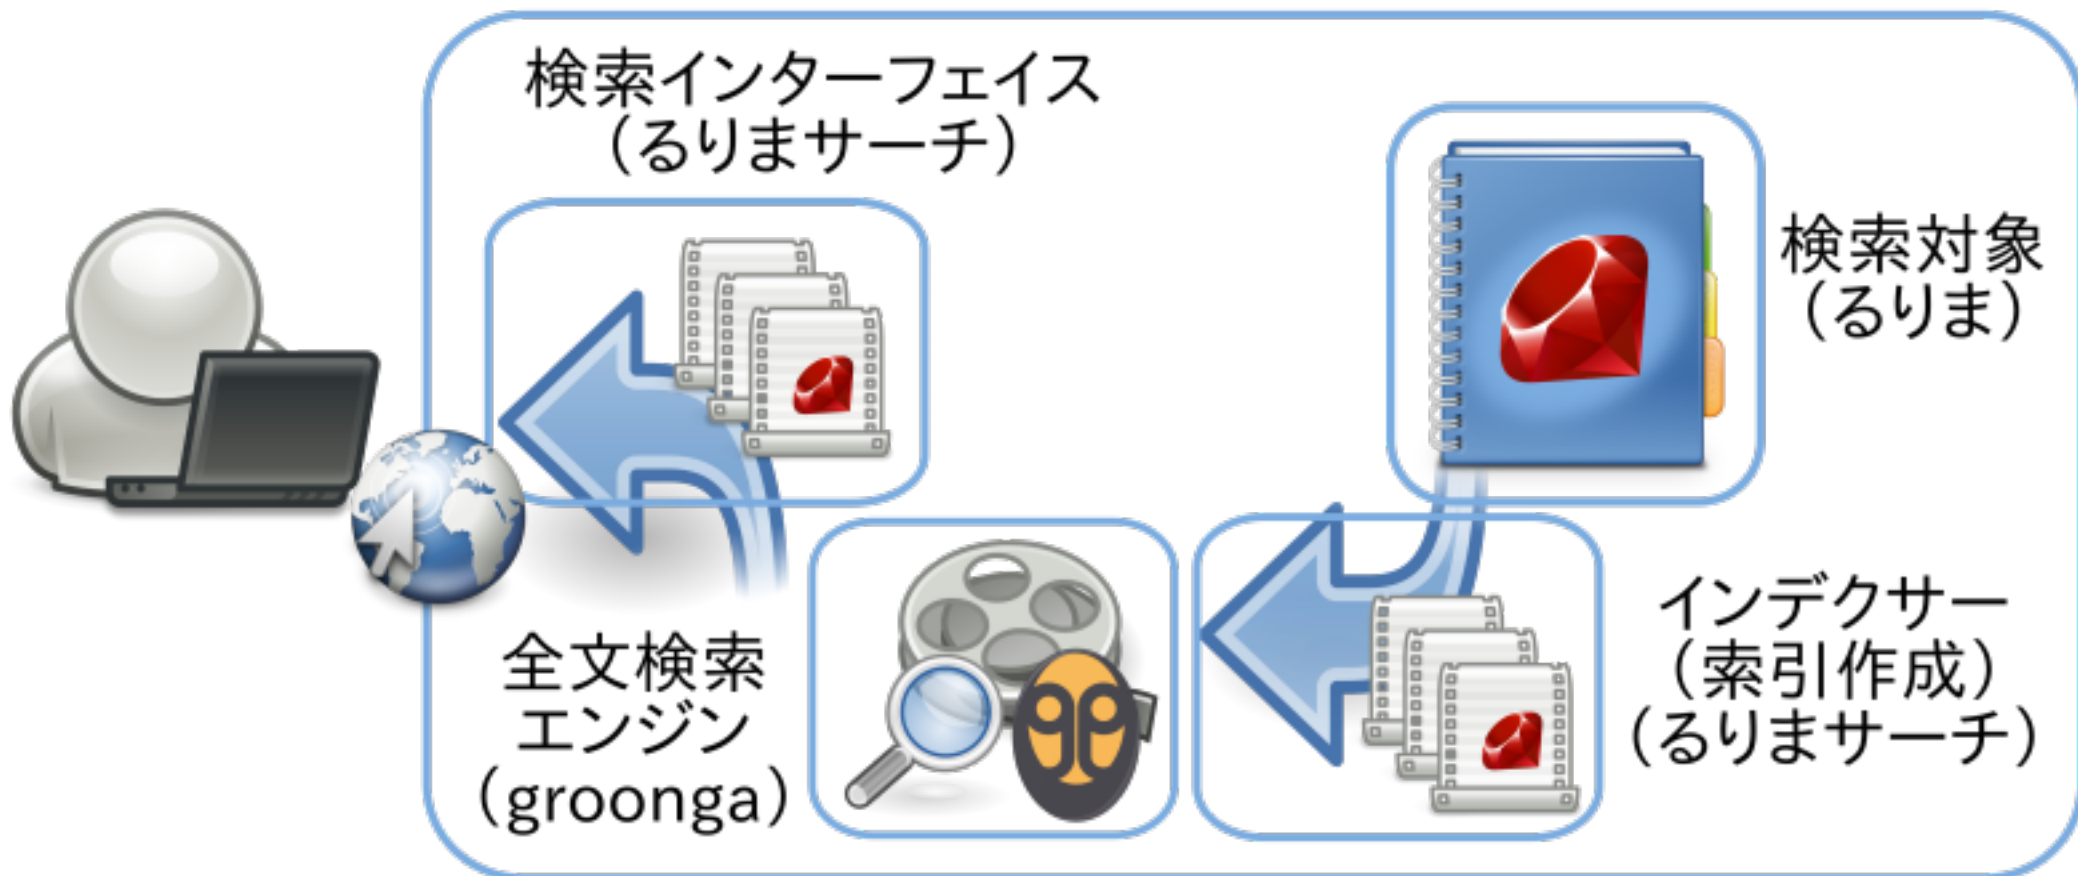 検索インターフェイス
（るりまサーチ）
検索対象
（るりま）
全文検索
エンジン
（groonga）
インデクサー
（索引作成）
（るりまサーチ）